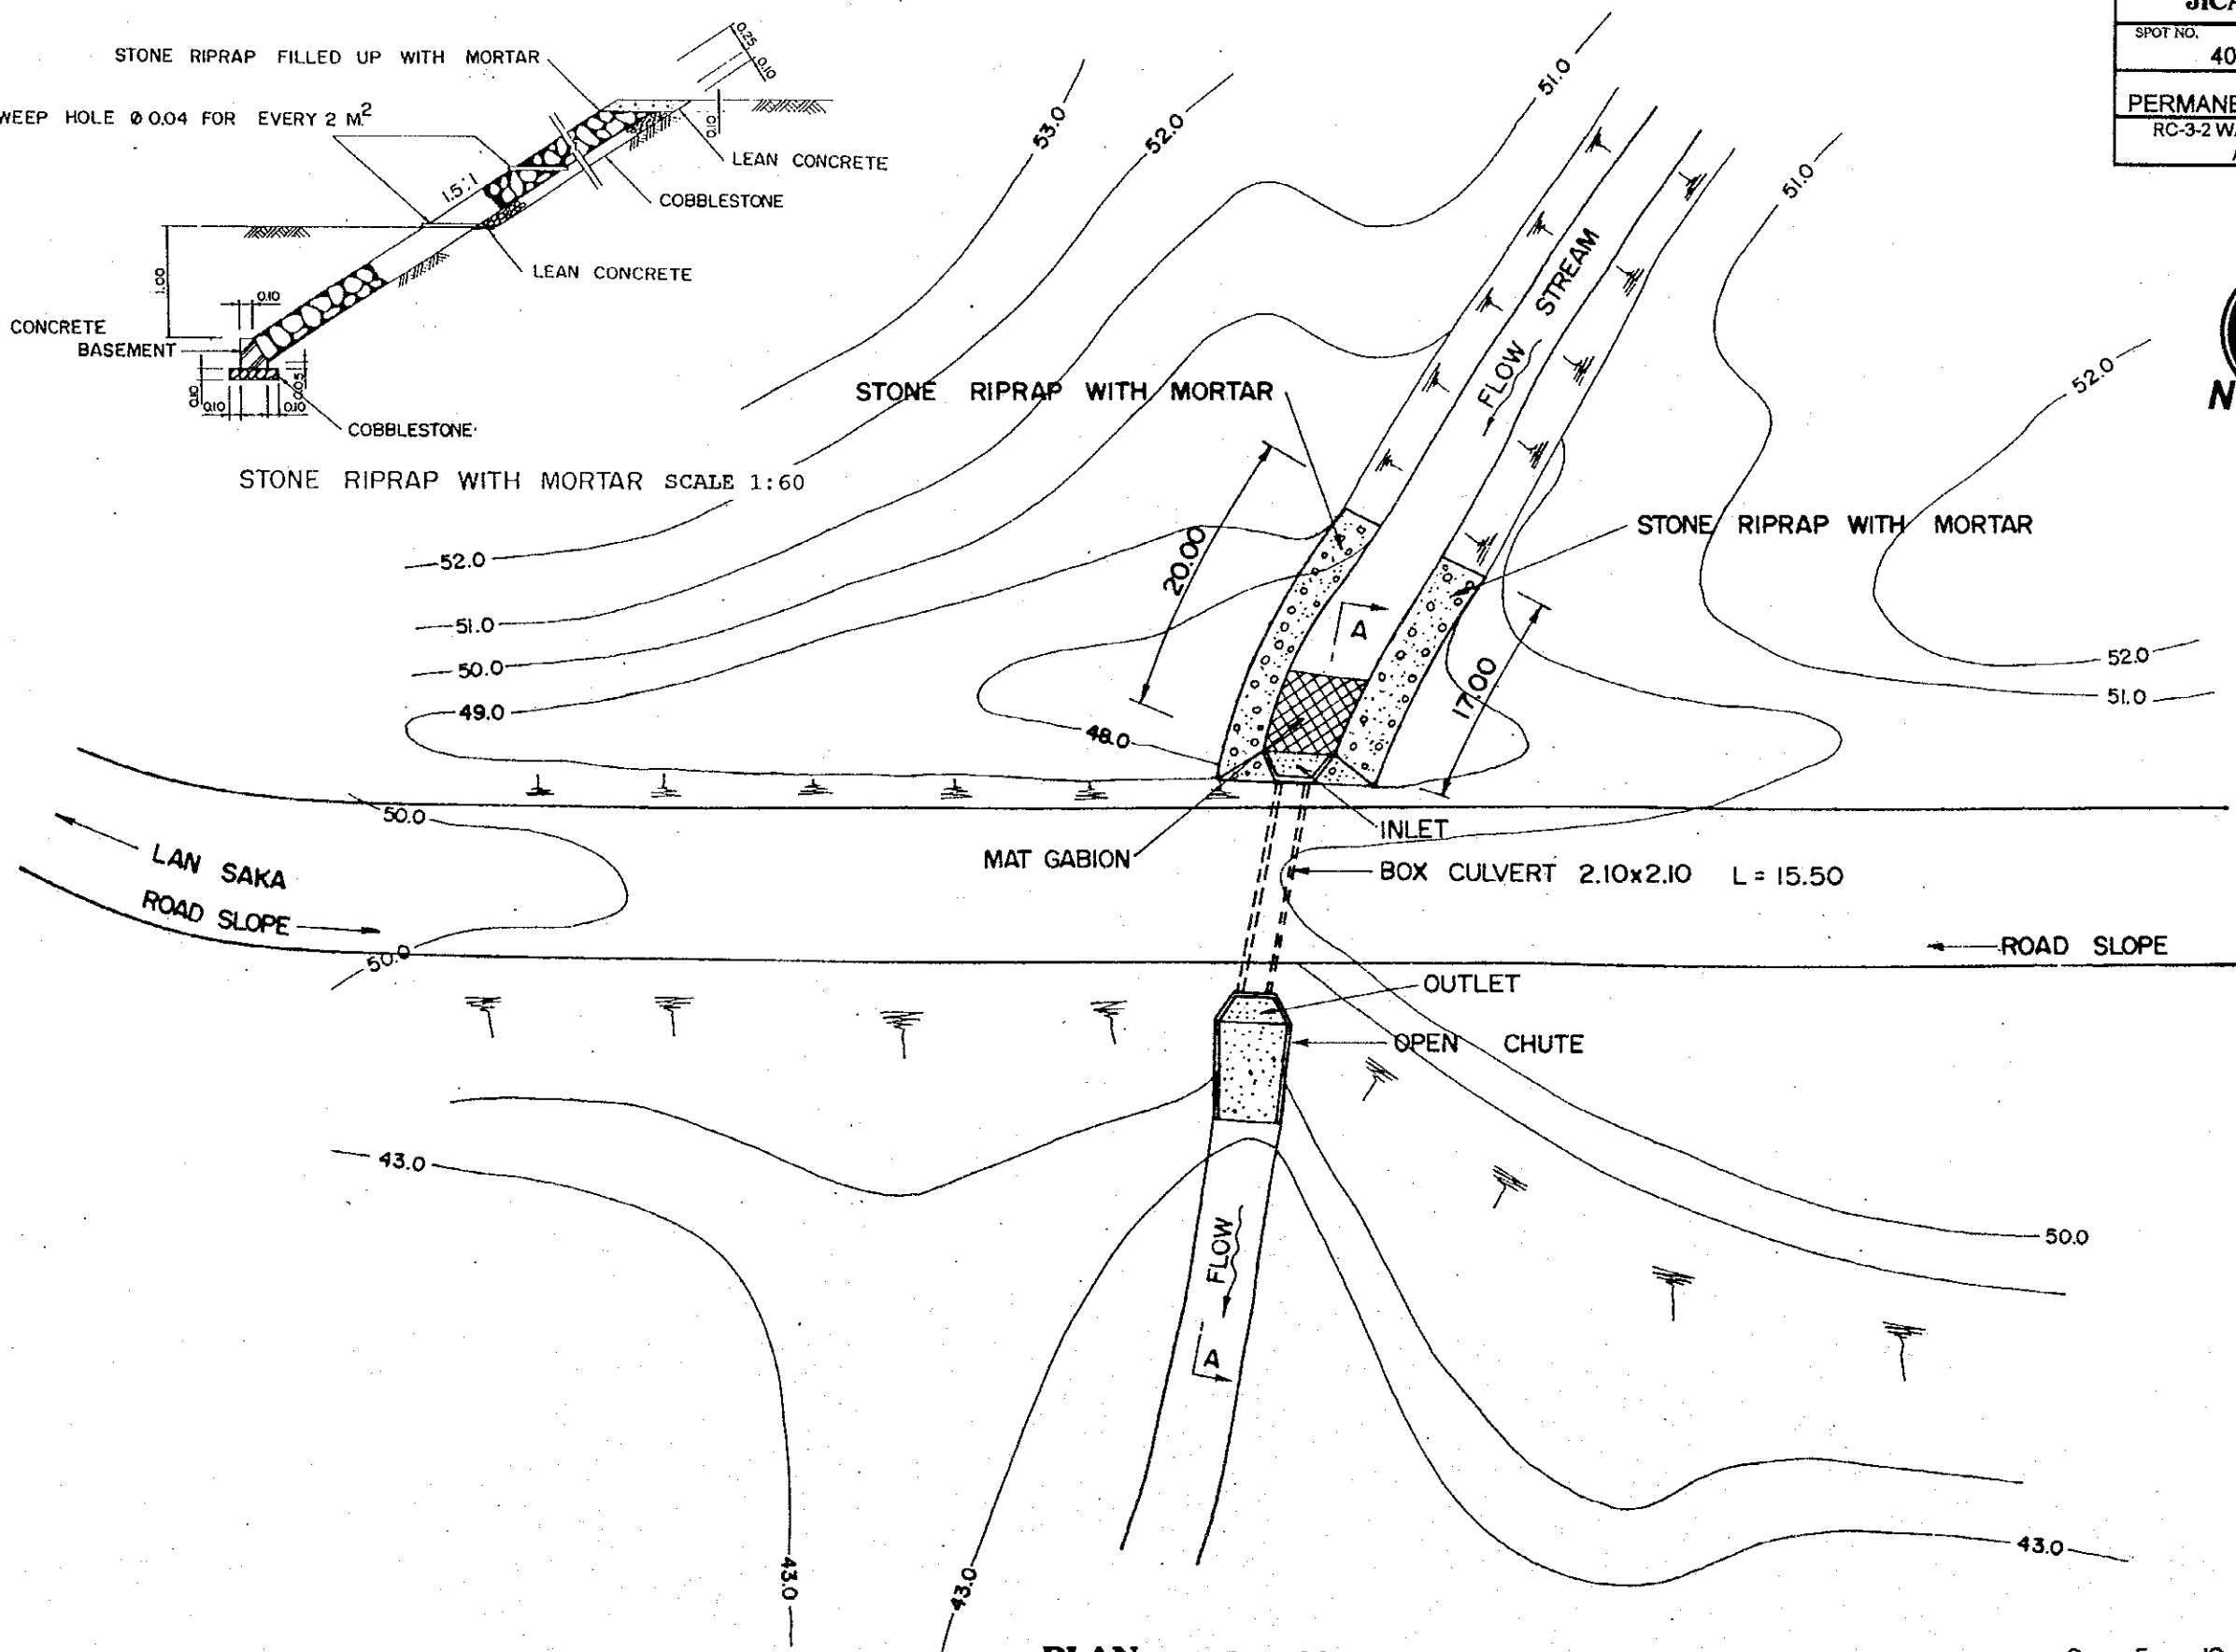 STONE RIPRAP FILLED UP WITH MORTAR
WEEP HOLE Ø 0.04 FOR EVERY 2 M²
0.25
0.10
0.10
LEAN CONCRETE
COBBLESTONE
1.5:1
LEAN CONCRETE
1.00
0.10
CONCRETE
BASEMENT
0.10
0.10
0.10
0.05
COBBLESTONE
STONE RIPRAP WITH MORTAR SCALE 1:60
SPOT NO.
40
53.0
52.0
51.0
51.0
52.0
STREAM
FLOW
N
STONE RIPRAP WITH MORTAR
STONE RIPRAP WITH MORTAR
20.00
17.00
A
52.0
51.0
50.0
49.0
48.0
52.0
51.0
50.0
INLET
MAT GABION
BOX CULVERT 2.10x2.10 L = 15.50
LAN SAKA
ROAD SLOPE
50.0
ROAD SLOPE
OUTLET
OPEN CHUTE
43.0
FLOW
A
50.0
43.0
43.0
43.0
PLAN